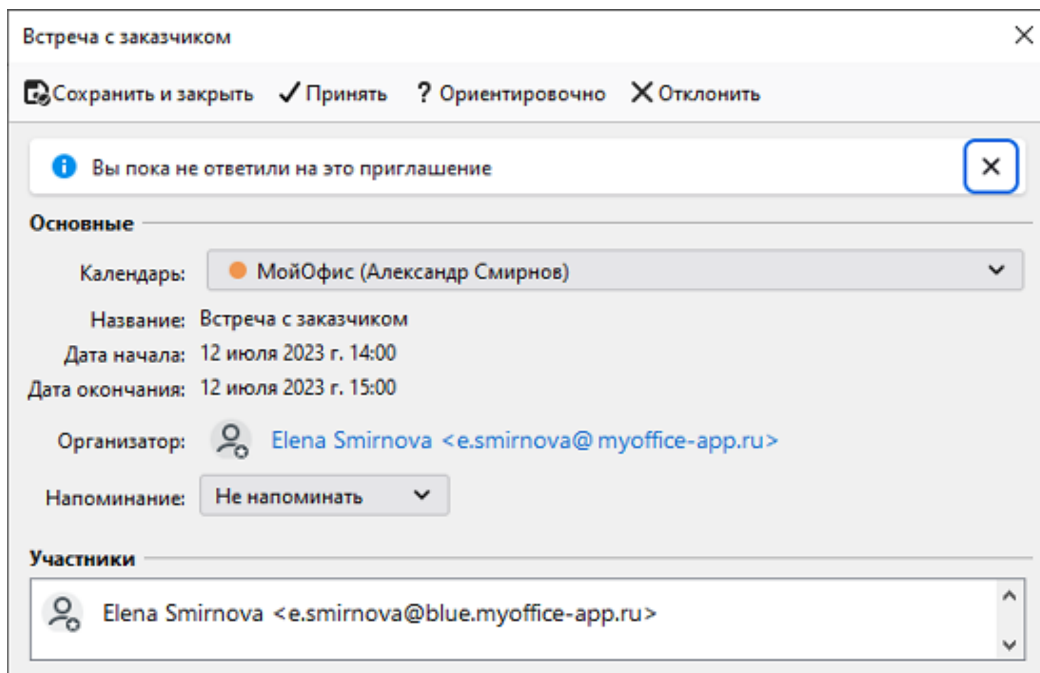 Встреча с заказчиком
Сохранить и закрыть Принять ? Ориентировочно Отклонить
Вы пока не ответили на это приглашение
Основные
Календарь: МойОфис (Александр Смирнов)
Название: Встреча с заказчиком
Дата начала: 12 июля 2023 г. 14:00
Дата окончания: 12 июля 2023 г. 15:00
Организатор: Elena Smirnova <e.smirnova@ myoffice-app.ru>
Напоминание: Не напоминать
Участники
Elena Smirnova <e.smirnova@blue.myoffice-app.ru>